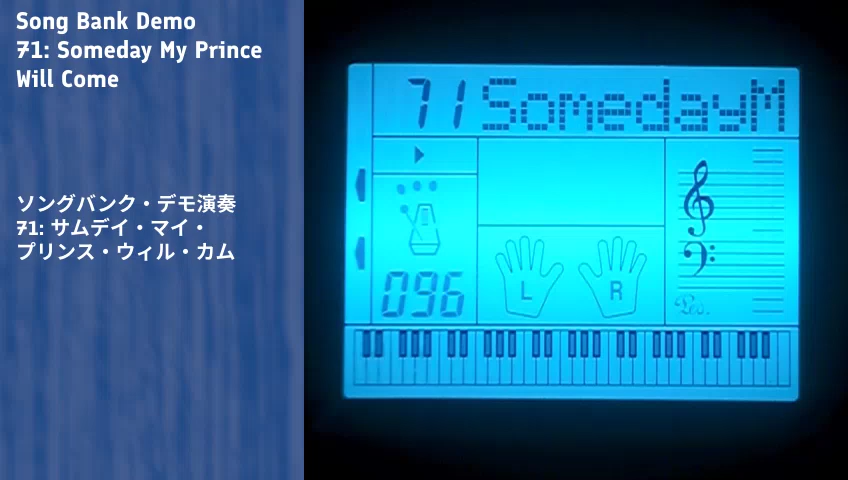 Song Bank Demo
71: Someday My Prince
Will Come
ソングバンク・デモ演奏
71: サムデイ・マイ・
プリンス・ウィル・カム
71 SomedayM
096
L R
Ped.